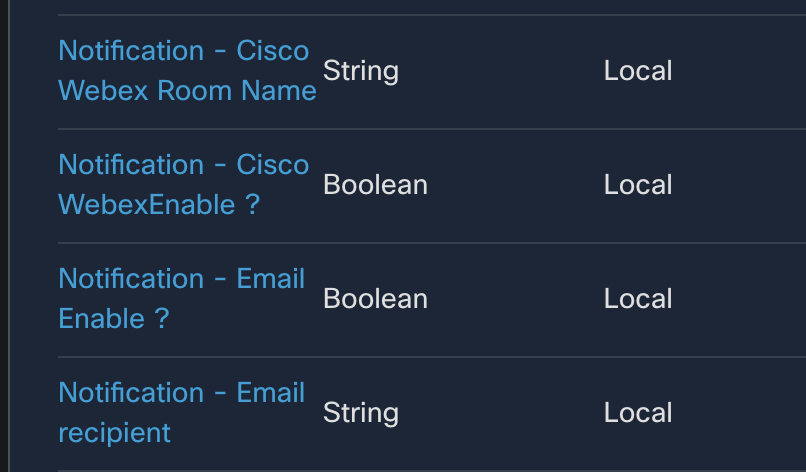 Notification - Cisco
Webex Room Name
String
Local
Notification - Cisco
WebexEnable ?
Boolean
Local
Notification - Email
Enable ?
Boolean
Local
Notification - Email
recipient
String
Local